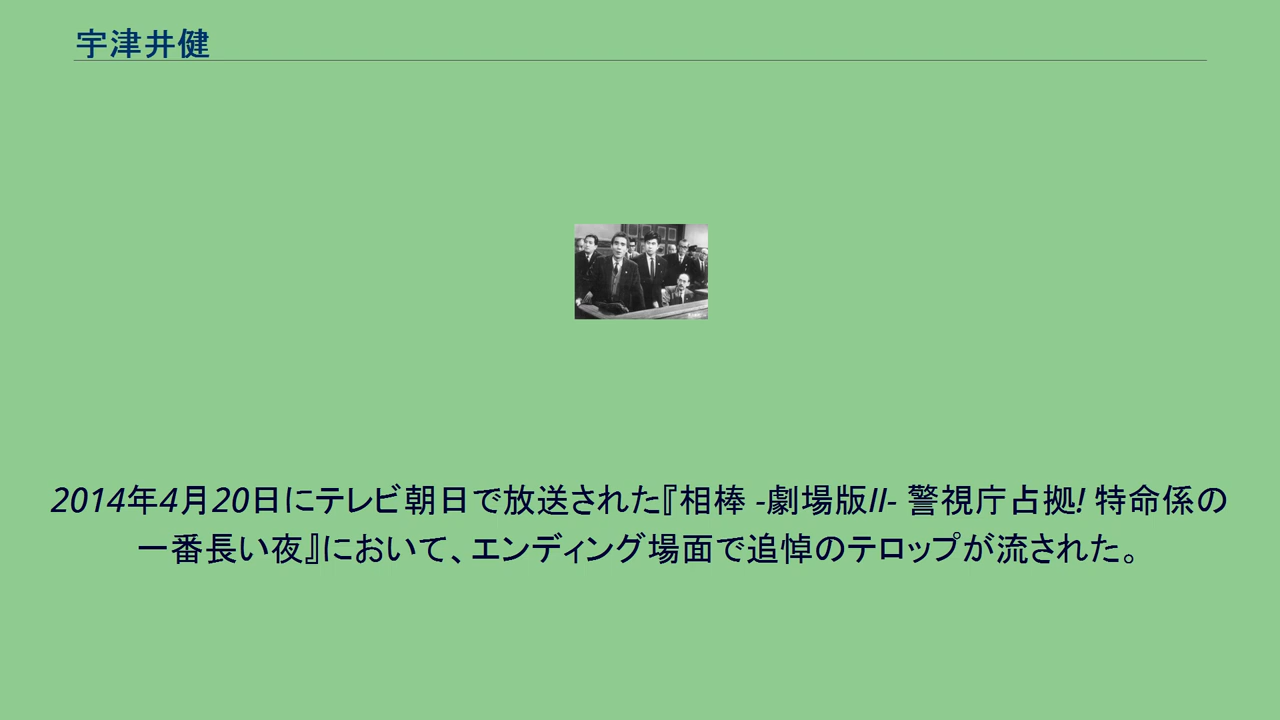 宇津井健
2014年4月20日にテレビ朝日で放送された『相棒 -劇場版II- 警視庁占拠! 特命係の
一番長い夜』において、エンディング場面で追悼のテロップが流された。